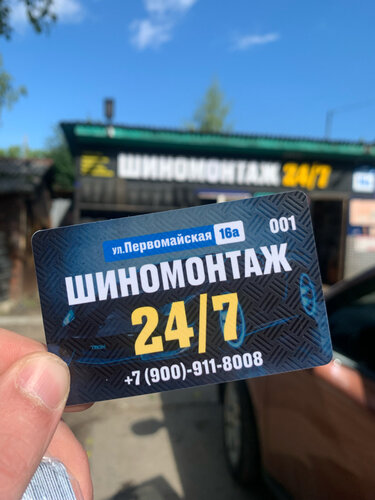 ШИНОМОНТАЖ 24/7
ул.Первомайская 16а
001
ШИНОМОНТАЖ
24/7
+7 (900)-911-8008